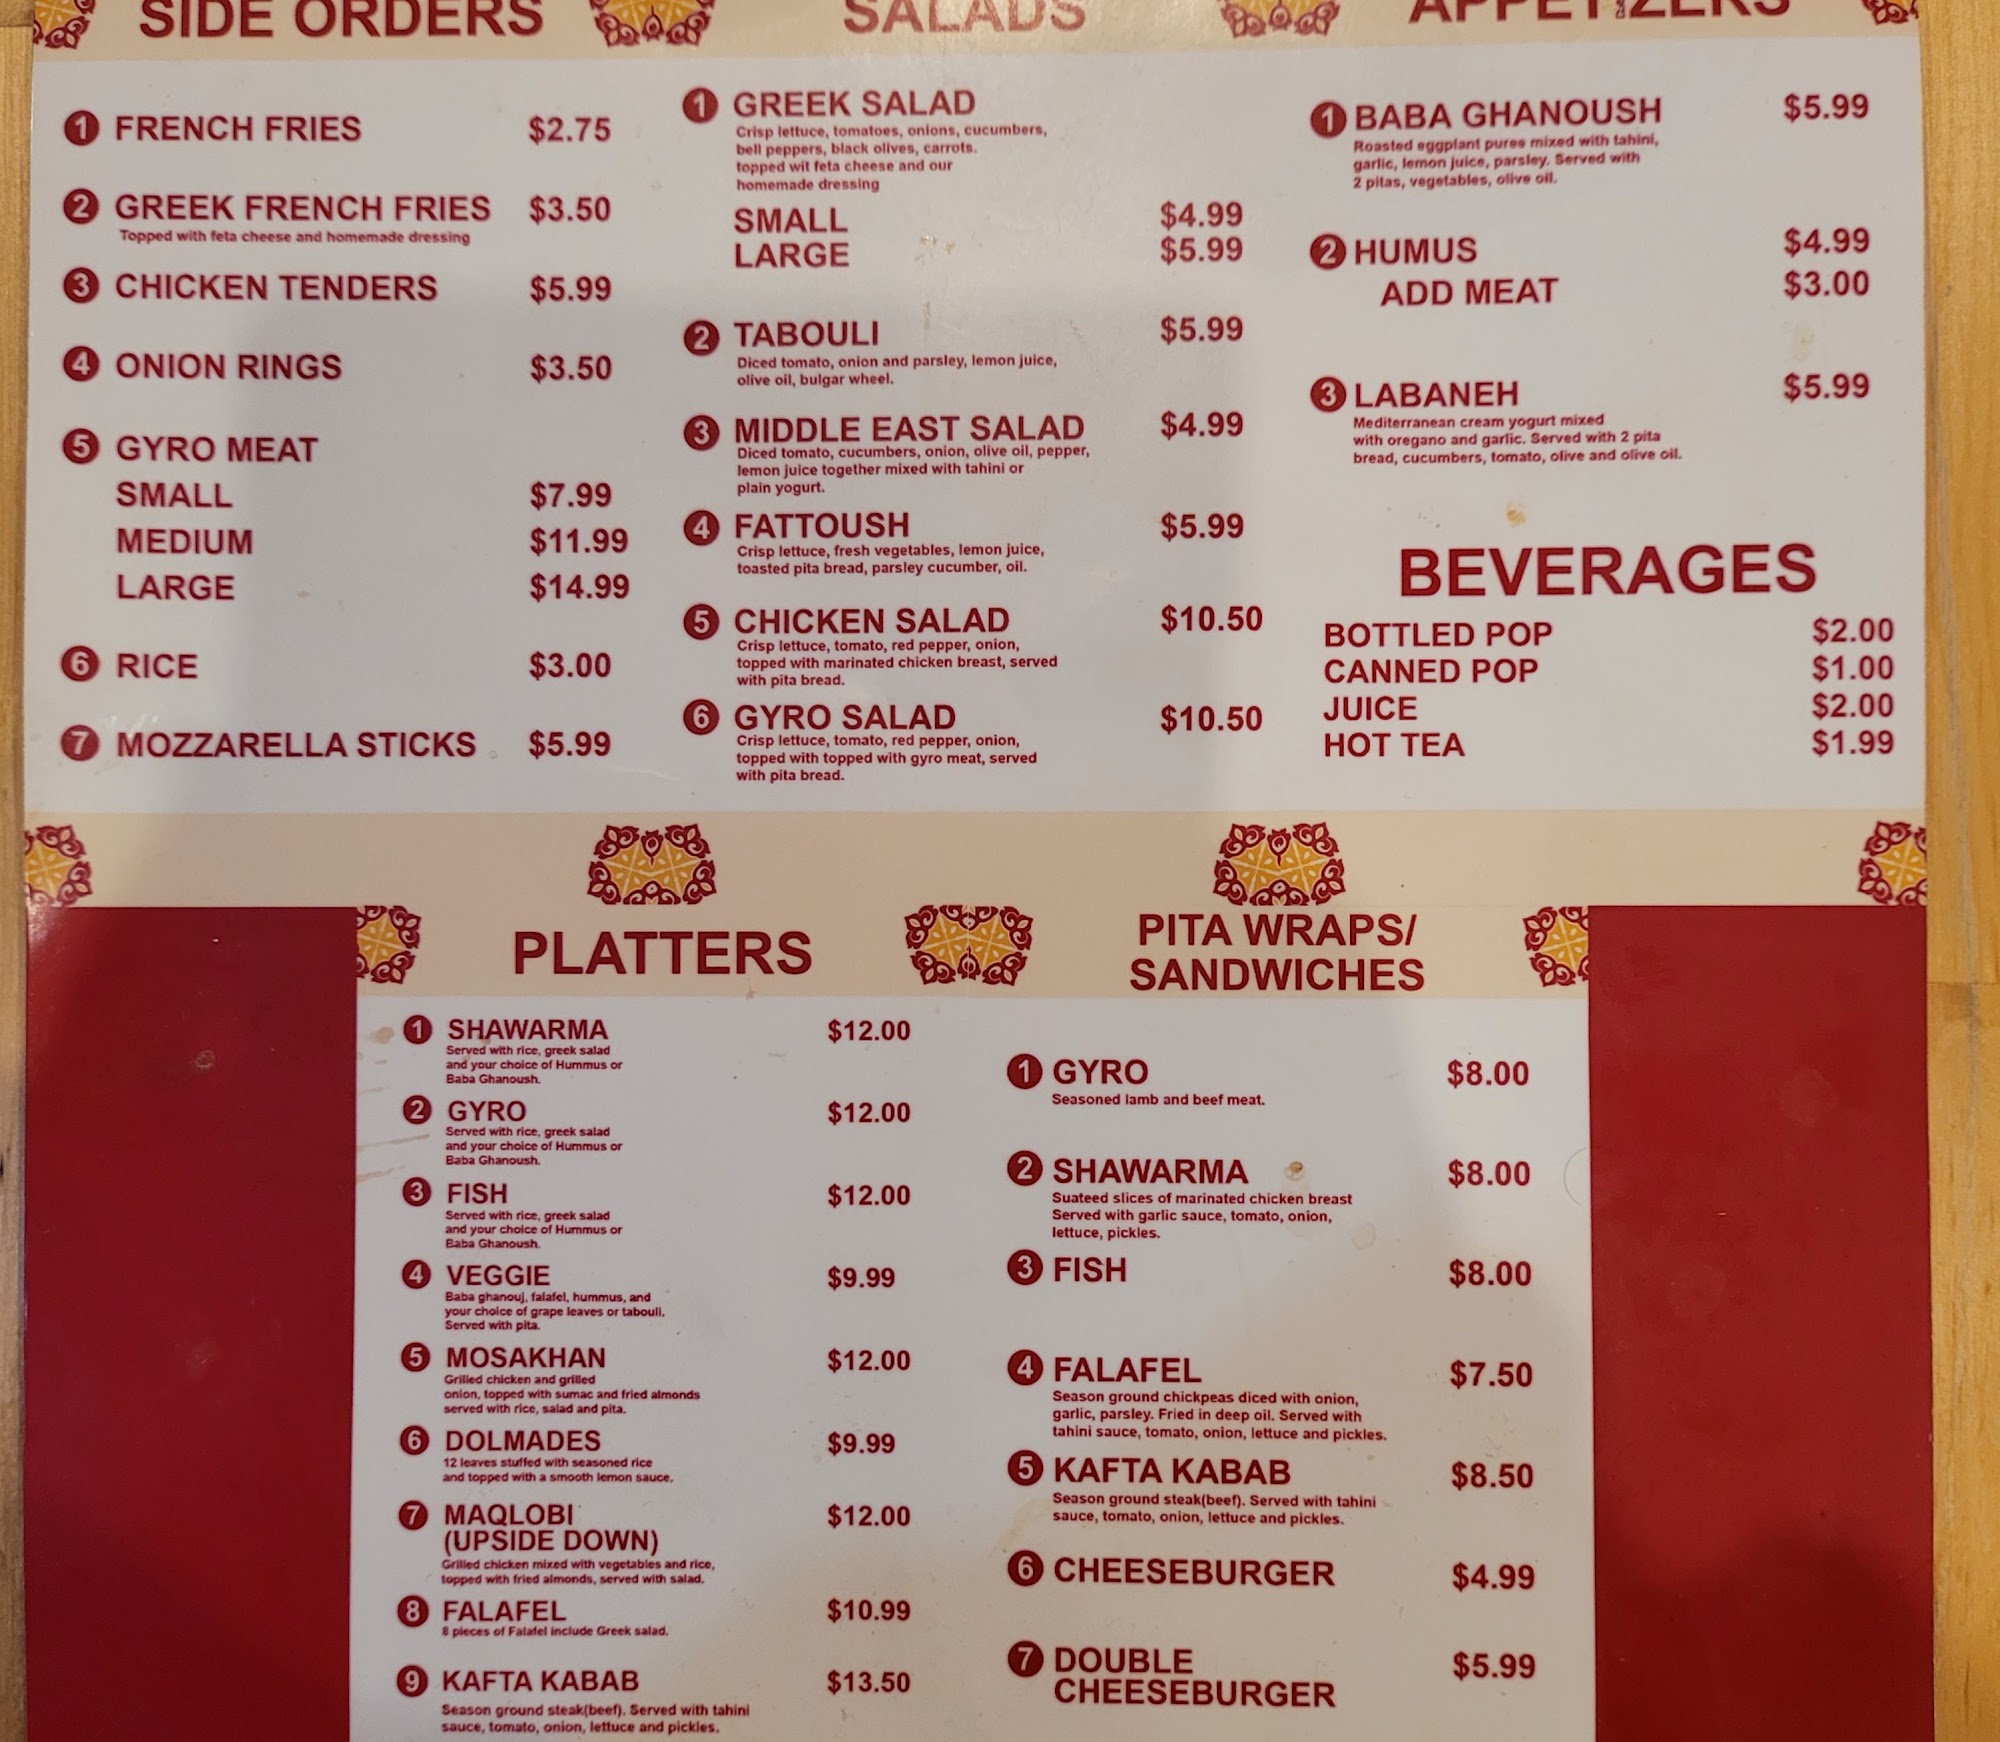 SIDE ORDERS
1 FRENCH FRIES $2.75
2 GREEK FRENCH FRIES $3.50
Topped with feta cheese and homemade dressing
3 CHICKEN TENDERS $5.99
4 ONION RINGS $3.50
5 GYRO MEAT
SMALL $7.99
MEDIUM $11.99
LARGE $14.99
6 RICE $3.00
7 MOZZARELLA STICKS $5.99
SALADS
1 GREEK SALAD
Crisp lettuce, tomatoes, onions, cucumbers,
bell peppers, black olives, carrots.
topped wit feta cheese and our
homemade dressing
SMALL $4.99
LARGE $5.99
2 TABOULI $5.99
Diced tomato, onion and parsley, lemon juice,
olive oil, bulgar wheel.
3 MIDDLE EAST SALAD $4.99
Diced tomato, cucumbers, onion, olive oil, pepper,
lemon juice together mixed with tahini or
plain yogurt.
4 FATTOUSH $5.99
Crisp lettuce, fresh vegetables, lemon juice,
toasted pita bread, parsley cucumber, oil.
5 CHICKEN SALAD $10.50
Crisp lettuce, tomato, red pepper, onion,
topped with marinated chicken breast, served
with pita bread.
6 GYRO SALAD $10.50
Crisp lettuce, tomato, red pepper, onion,
topped with topped with gyro meat, served
with pita bread.
APPETIZERS
1 BABA GHANOUSH $5.99
Roasted eggplant puree mixed with tahini,
garlic, lemon juice, parsley. Served with
2 pitas, vegetables, olive oil.
2 HUMUS $4.99
ADD MEAT $3.00
3 LABANEH $5.99
Mediterranean cream yogurt mixed
with oregano and garlic. Served with 2 pita
bread, cucumbers, tomato, olive and olive oil.
BEVERAGES
BOTTLED POP $2.00
CANNED POP $1.00
JUICE $2.00
HOT TEA $1.99
PLATTERS
1 SHAWARMA $12.00
Served with rice, greek salad
and your choice of Hummus or
Baba Ghanoush.
2 GYRO $12.00
Served with rice, greek salad
and your choice of Hummus or
Baba Ghanoush.
3 FISH $12.00
Served with rice, greek salad
and your choice of Hummus or
Baba Ghanoush.
4 VEGGIE $9.99
Baba ghanouj, falafel, hummus, and
your choice of grape leaves or tabouli.
Served with pita.
5 MOSAKHAN $12.00
Grilled chicken and grilled
onion, topped with sumac and fried almonds
served with rice, salad and pita.
6 DOLMADES $9.99
12 leaves stuffed with seasoned rice
and topped with a smooth lemon sauce.
7 MAQLOBI $12.00
(UPSIDE DOWN)
Grilled chicken mixed with vegetables and rice,
topped with fried almonds, served with salad.
8 FALAFEL $10.99
8 pieces of Falafel include Greek salad.
9 KAFTA KABAB $13.50
Season ground steak(beef). Served with tahini
sauce, tomato, onion, lettuce and pickles.
PITA WRAPS/
SANDWICHES
1 GYRO $8.00
Seasoned lamb and beef meat.
2 SHAWARMA $8.00
Suateed slices of marinated chicken breast
Served with garlic sauce, tomato, onion,
lettuce, pickles.
3 FISH $8.00
4 FALAFEL $7.50
Season ground chickpeas diced with onion,
garlic, parsley. Fried in deep oil. Served with
tahini sauce, tomato, onion, lettuce and pickles.
5 KAFTA KABAB $8.50
Season ground steak(beef). Served with tahini
sauce, tomato, onion, lettuce and pickles.
6 CHEESEBURGER $4.99
7 DOUBLE $5.99
CHEESEBURGER